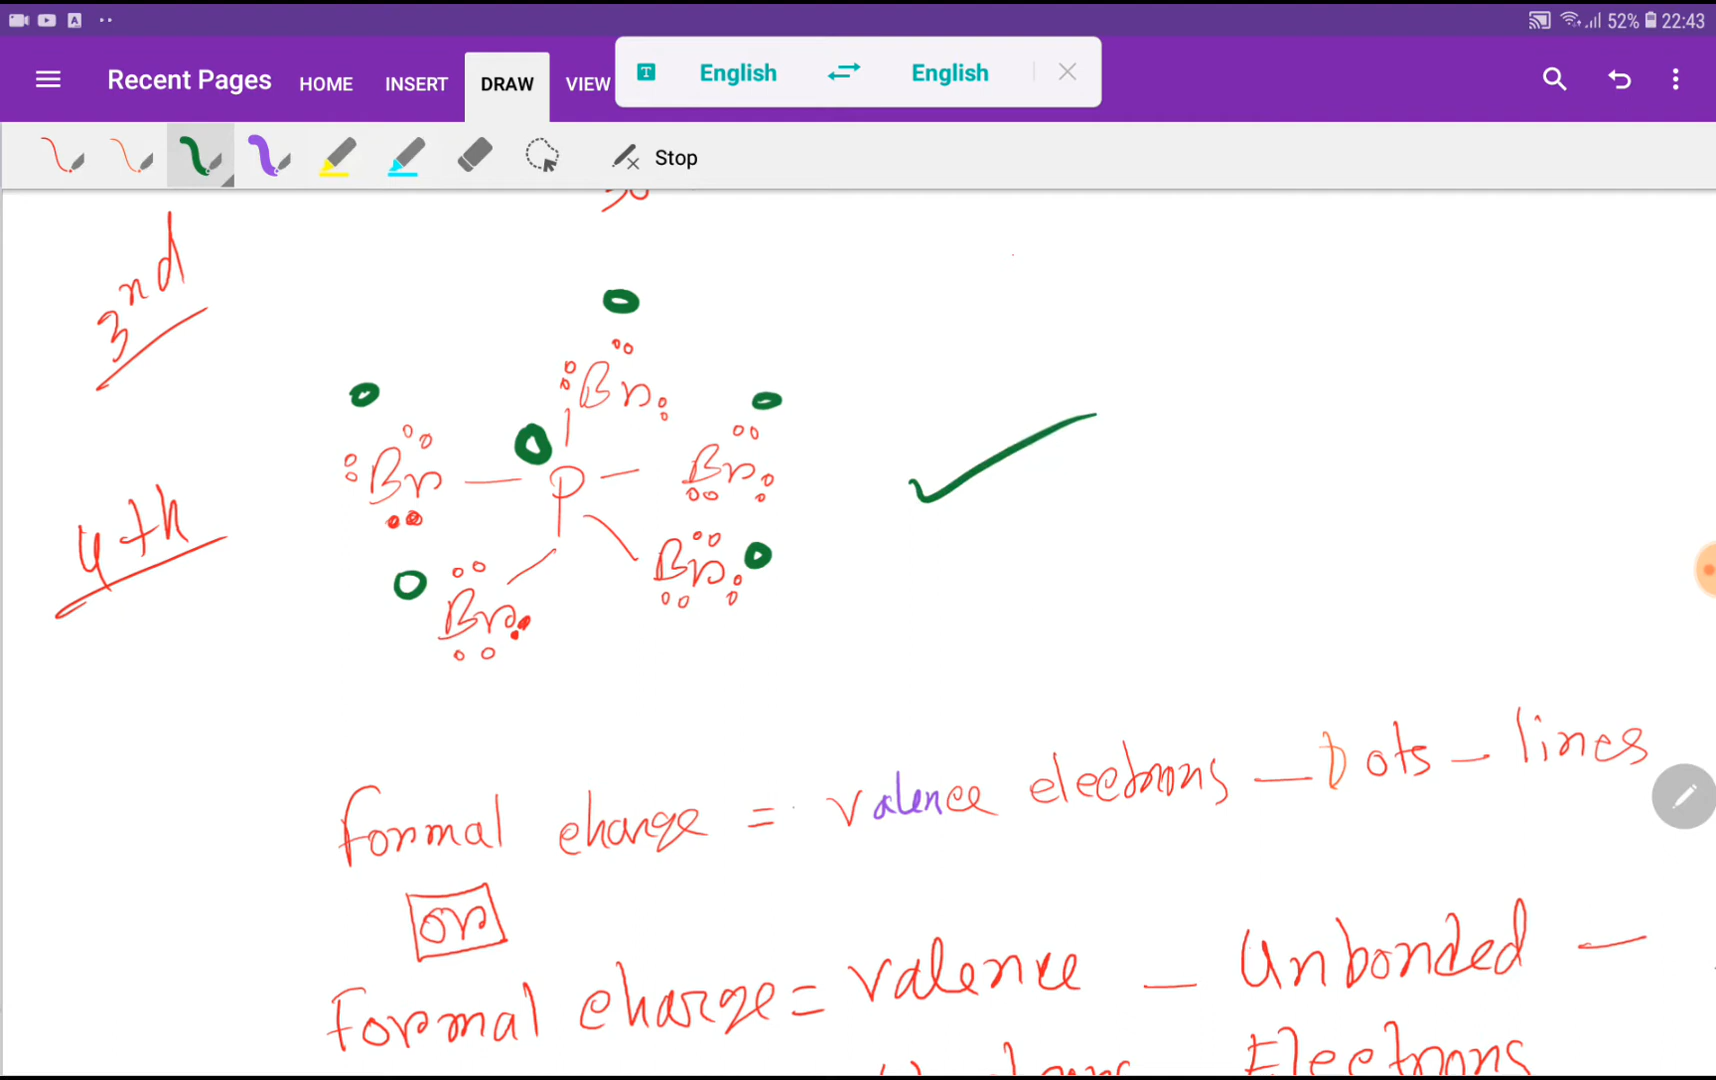 52% 22:43
Recent Pages HOME INSERT DRAW VIEW English English
Stop
3nd
Br
Br P Br
4th
Br
Br
Formal charge = valence electrons - Dots - lines
or
Formal charge = valence - Unbonded -
Electrons